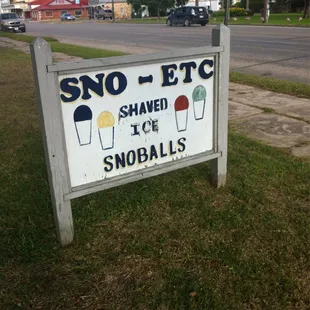 SNO - ETC
SHAVED
ICE
SNOBALLS